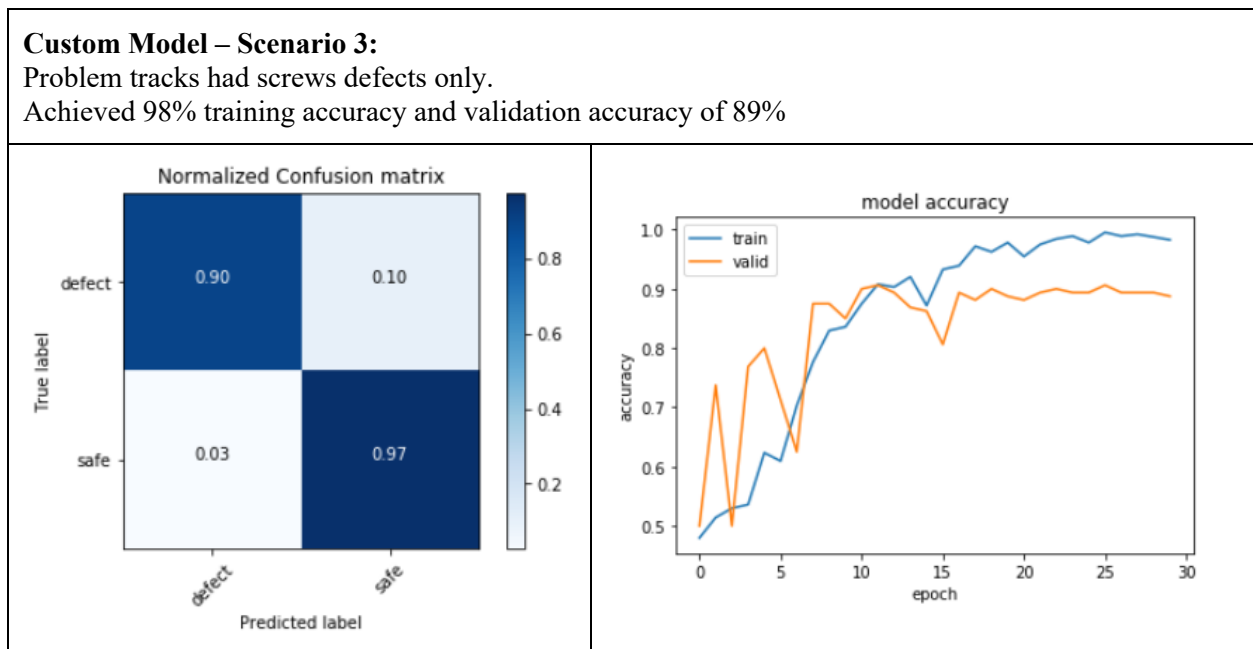 Custom Model – Scenario 3:
Problem tracks had screws defects only.
Achieved 98% training accuracy and validation accuracy of 89%
Normalized Confusion matrix
True label
defect
safe
0.90
0.10
0.03
0.97
defect
safe
Predicted label
0.8
0.6
0.4
0.2
model accuracy
train
valid
accuracy
1.0
0.9
0.8
0.7
0.6
0.5
0
5
10
15
20
25
30
epoch